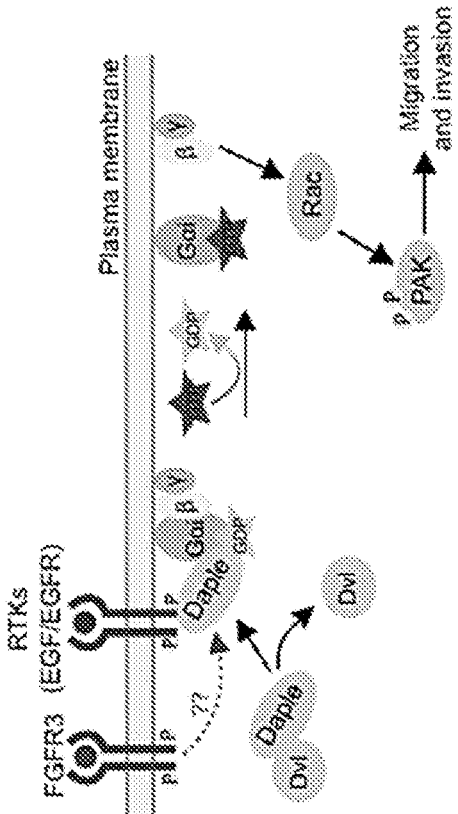 RTKs
FGFR3 (EGF/EGFR)
Plasma membrane
P P
P P
??
Daple
Gαi
β
γ
GDP
GDP
Gαi
β
γ
Daple
Dvl
Dvl
Rac
P
P
PAK
Migration
and invasion